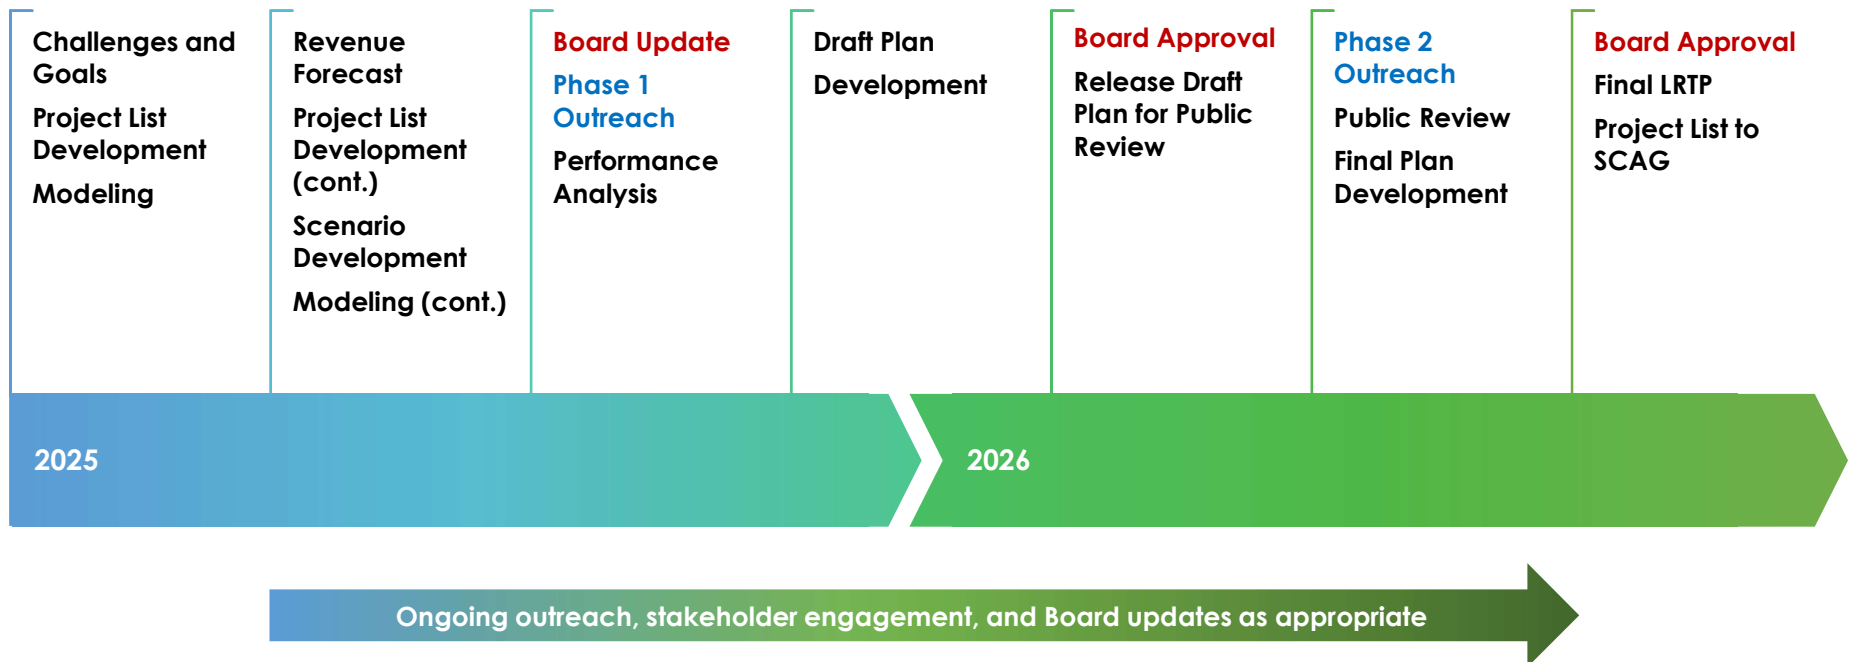 Challenges and
Goals
Project List
Development
Modeling
Revenue
Forecast
Project List
Development
(cont.)
Scenario
Development
Modeling (cont.)
Board Update
Phase 1
Outreach
Performance
Analysis
Draft Plan
Development
Board Approval
Release Draft
Plan for Public
Review
Phase 2
Outreach
Public Review
Final Plan
Development
Board Approval
Final LRTP
Project List to
SCAG
2025
2026
Ongoing outreach, stakeholder engagement, and Board updates as appropriate